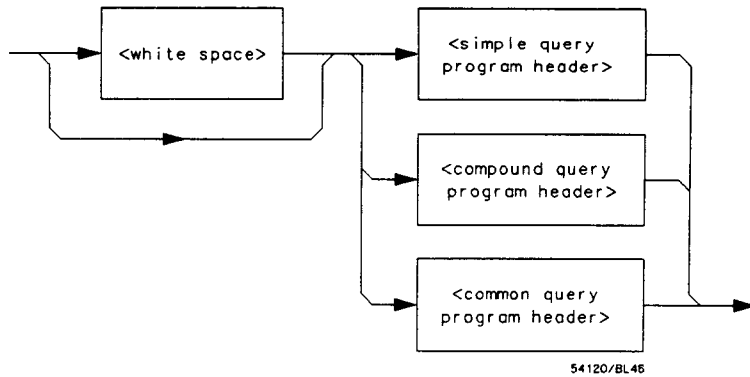 <white space>
<simple query
program header>
<compound query
program header>
<common query
program header>
54120/BL46